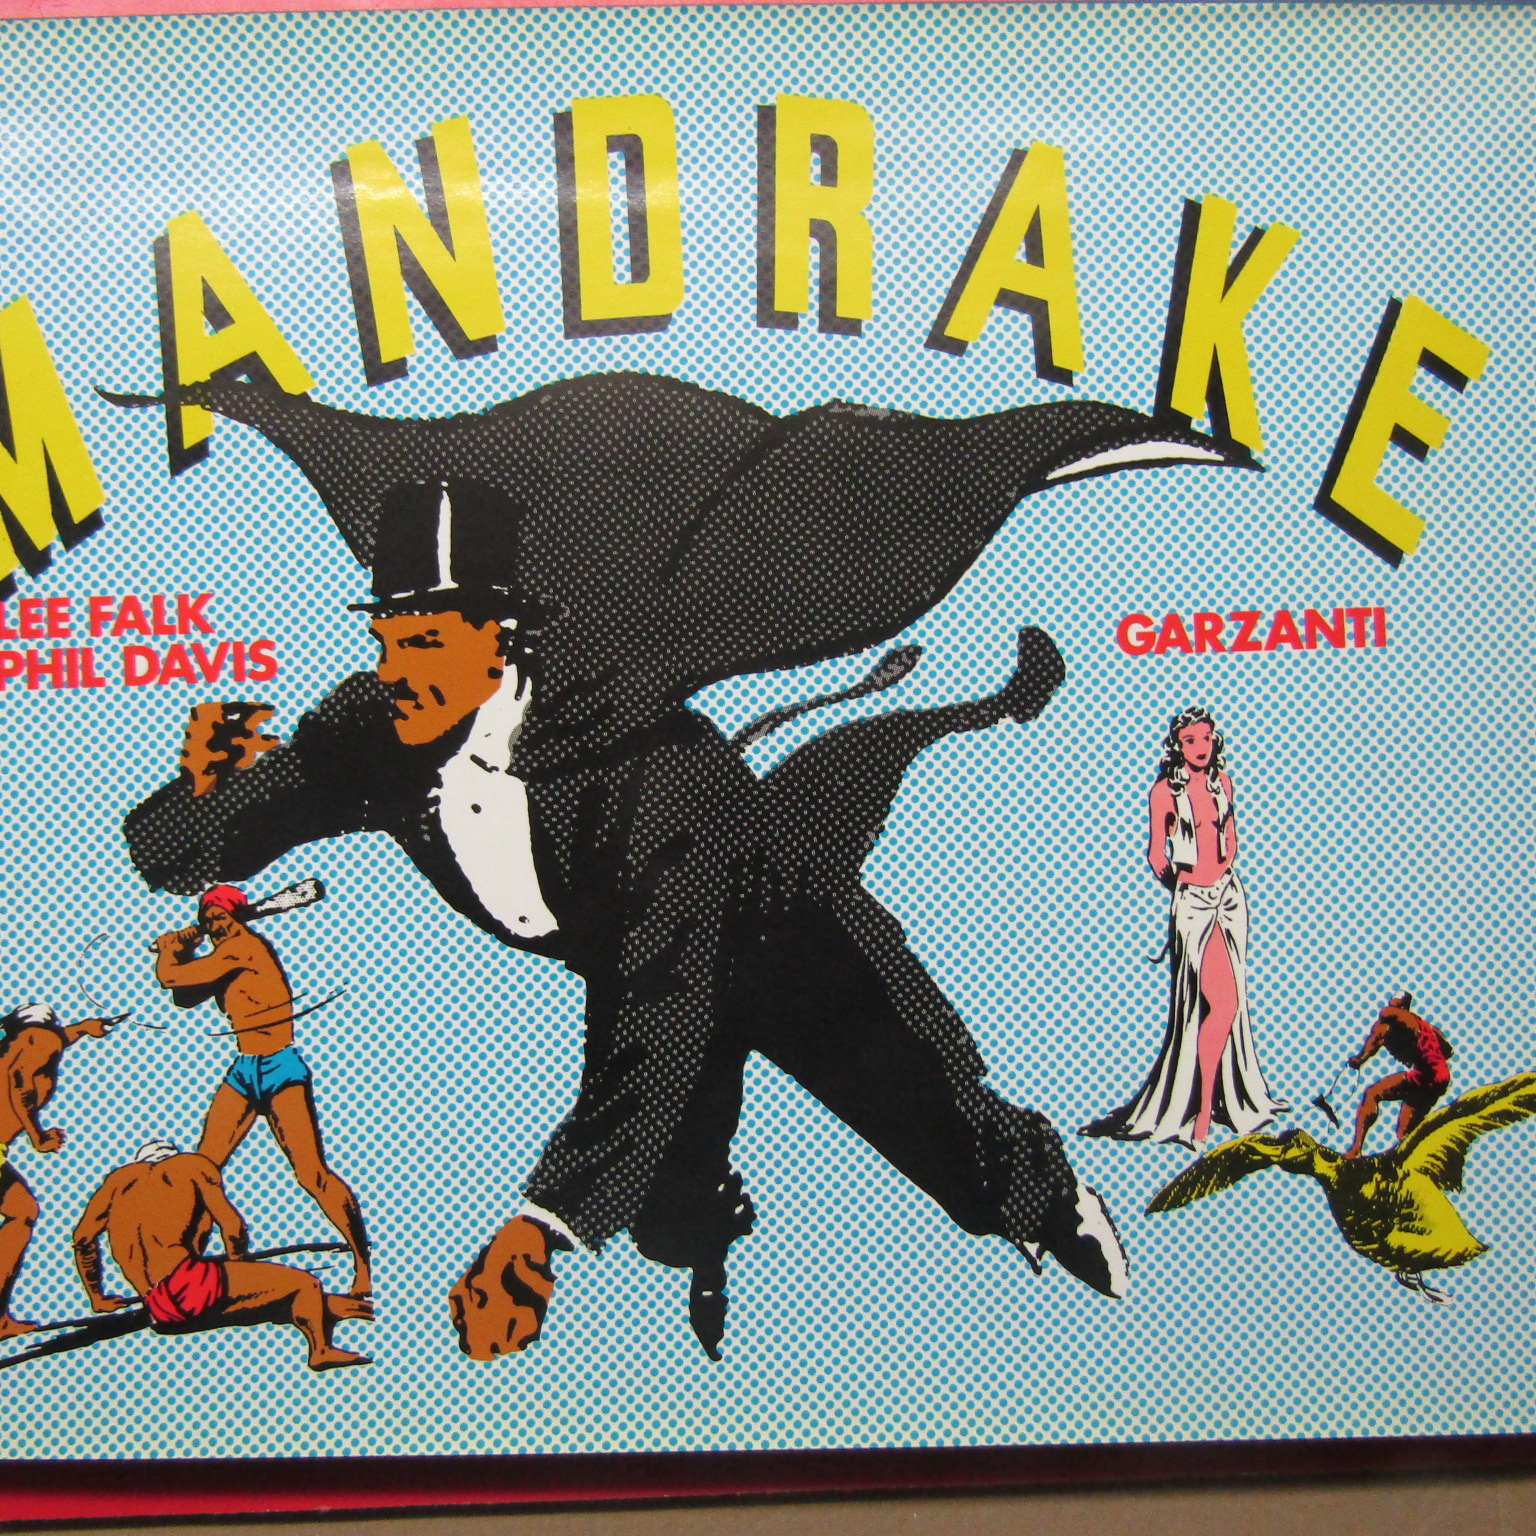 MANDRAKE
LEE FALK
PHIL DAVIS
GARZANTI